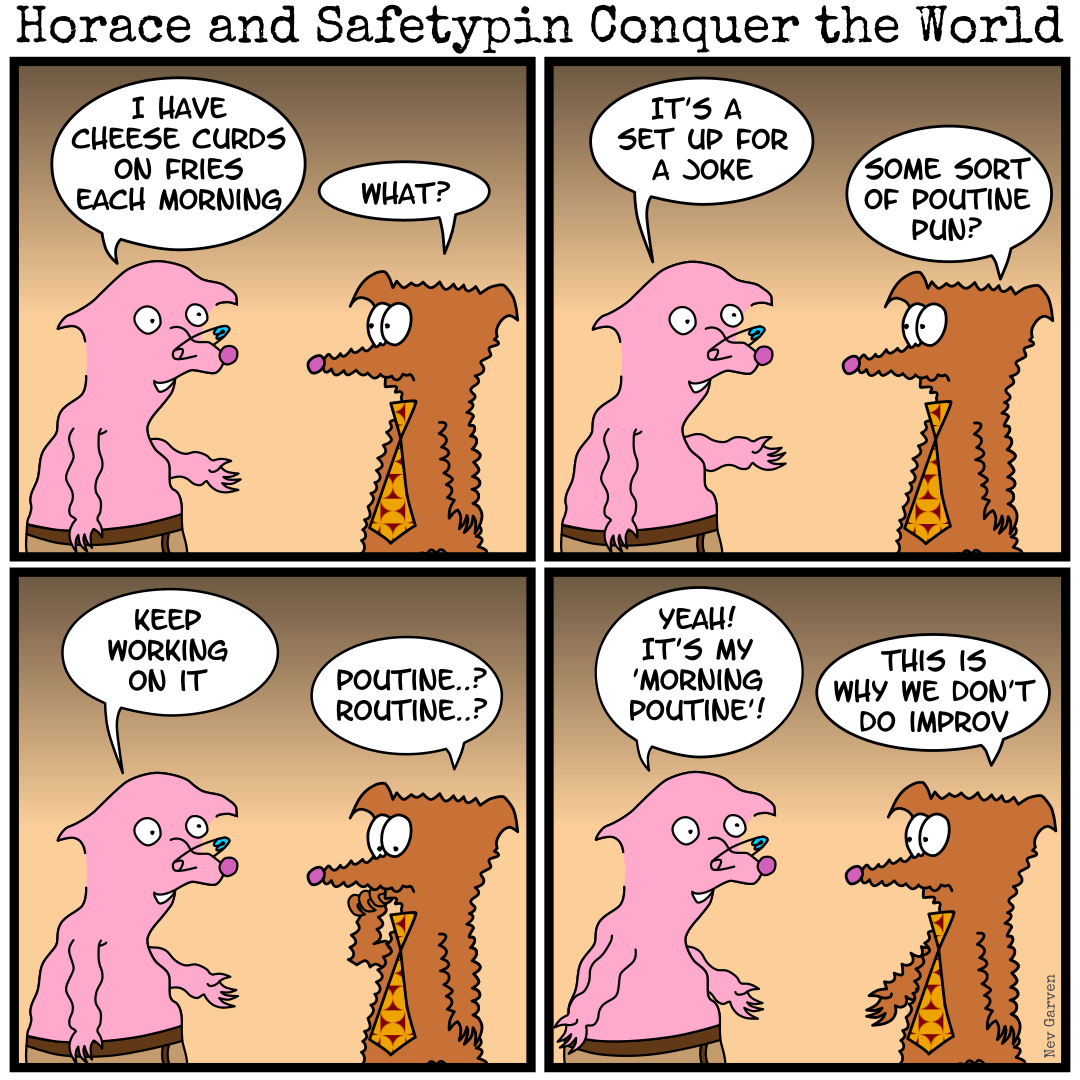 Horace and Safetypin Conquer the World
I HAVE
CHEESE CURDS
ON FRIES
EACH MORNING
WHAT?
IT'S A
SET UP FOR
A JOKE
SOME SORT
OF POUTINE
PUN?
KEEP
WORKING
ON IT
POUTINE..?
ROUTINE..?
YEAH!
IT'S MY
'MORNING
POUTINE'!
THIS IS
WHY WE DON'T
DO IMPROV
Nev Garven